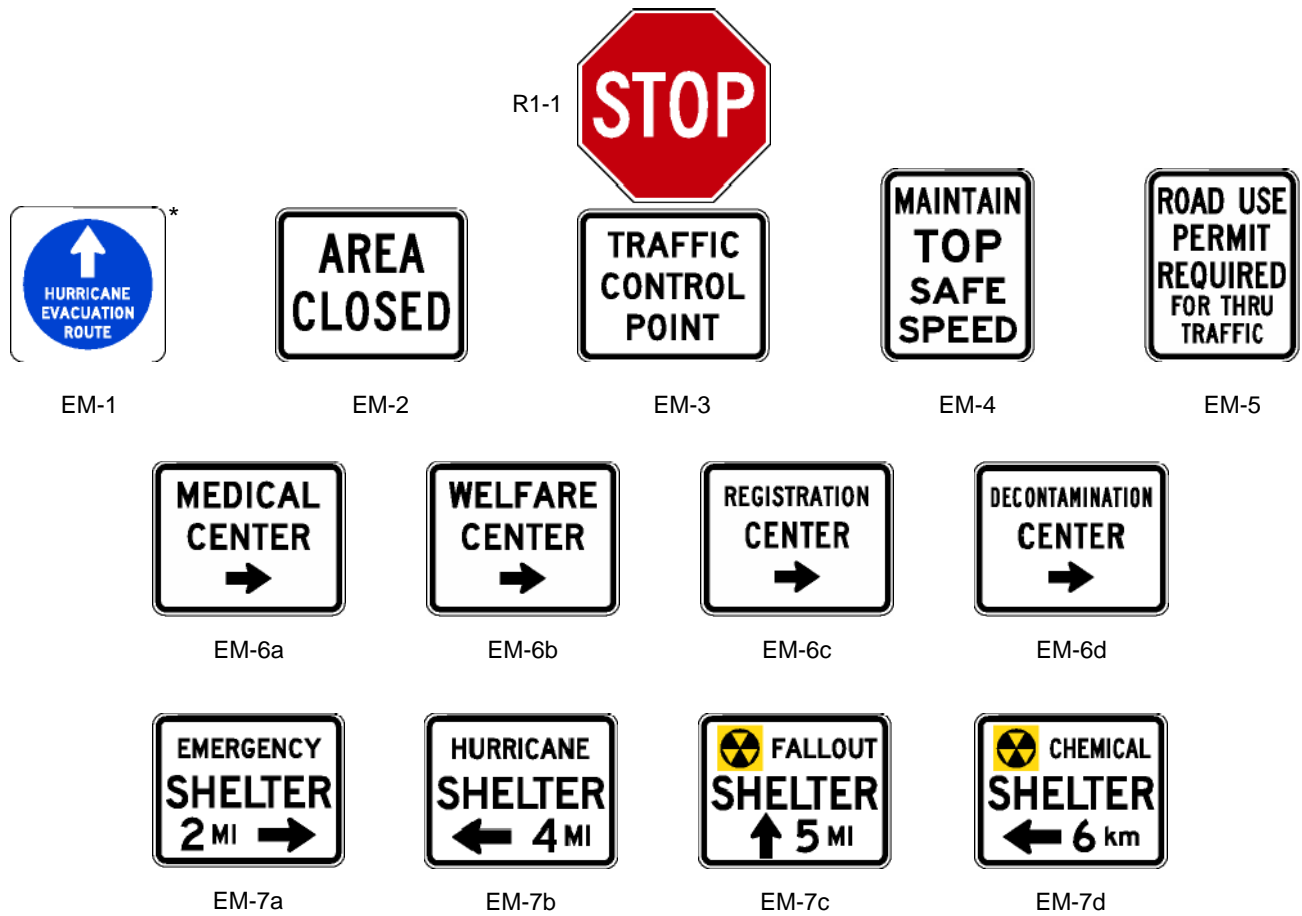 R1-1
STOP
*
HURRICANE
EVACUATION
ROUTE
EM-1
AREA
CLOSED
EM-2
TRAFFIC
CONTROL
POINT
EM-3
MAINTAIN
TOP
SAFE
SPEED
EM-4
ROAD USE
PERMIT
REQUIRED
FOR THRU
TRAFFIC
EM-5
MEDICAL
CENTER
EM-6a
WELFARE
CENTER
EM-6b
REGISTRATION
CENTER
EM-6c
DECONTAMINATION
CENTER
EM-6d
EMERGENCY
SHELTER
2 MI
EM-7a
HURRICANE
SHELTER
4 MI
EM-7b
FALLOUT
SHELTER
5 MI
EM-7c
CHEMICAL
SHELTER
6 km
EM-7d